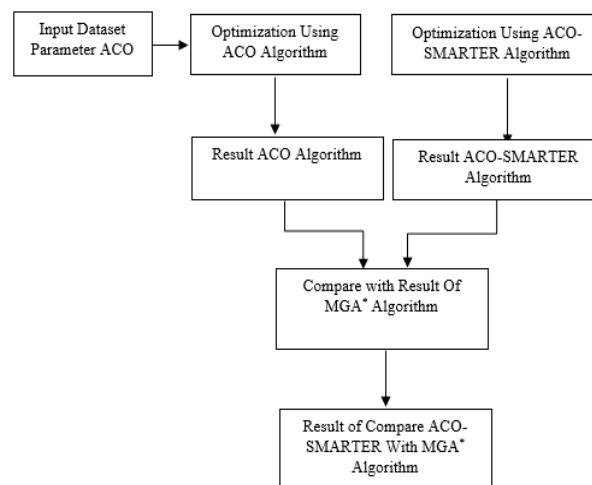 Input Dataset
Parameter ACO
Optimization Using
ACO Algorithm
Optimization Using ACO-
SMARTER Algorithm
Result ACO Algorithm
Result ACO-SMARTER
Algorithm
Compare with Result Of
MGA* Algorithm
Result of Compare ACO-
SMARTER With MGA*
Algorithm